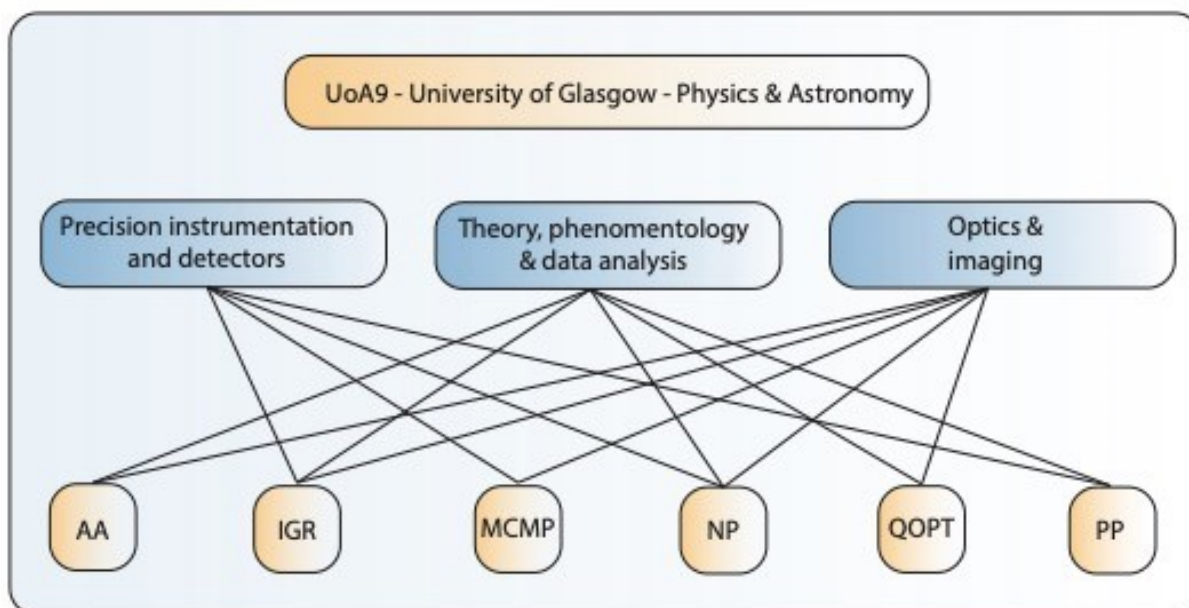 UoA9 - University of Glasgow - Physics & Astronomy
Precision instrumentation
and detectors
Theory, phenomentology
& data analysis
Optics &
imaging
AA
IGR
MCMP
NP
QOPT
PP